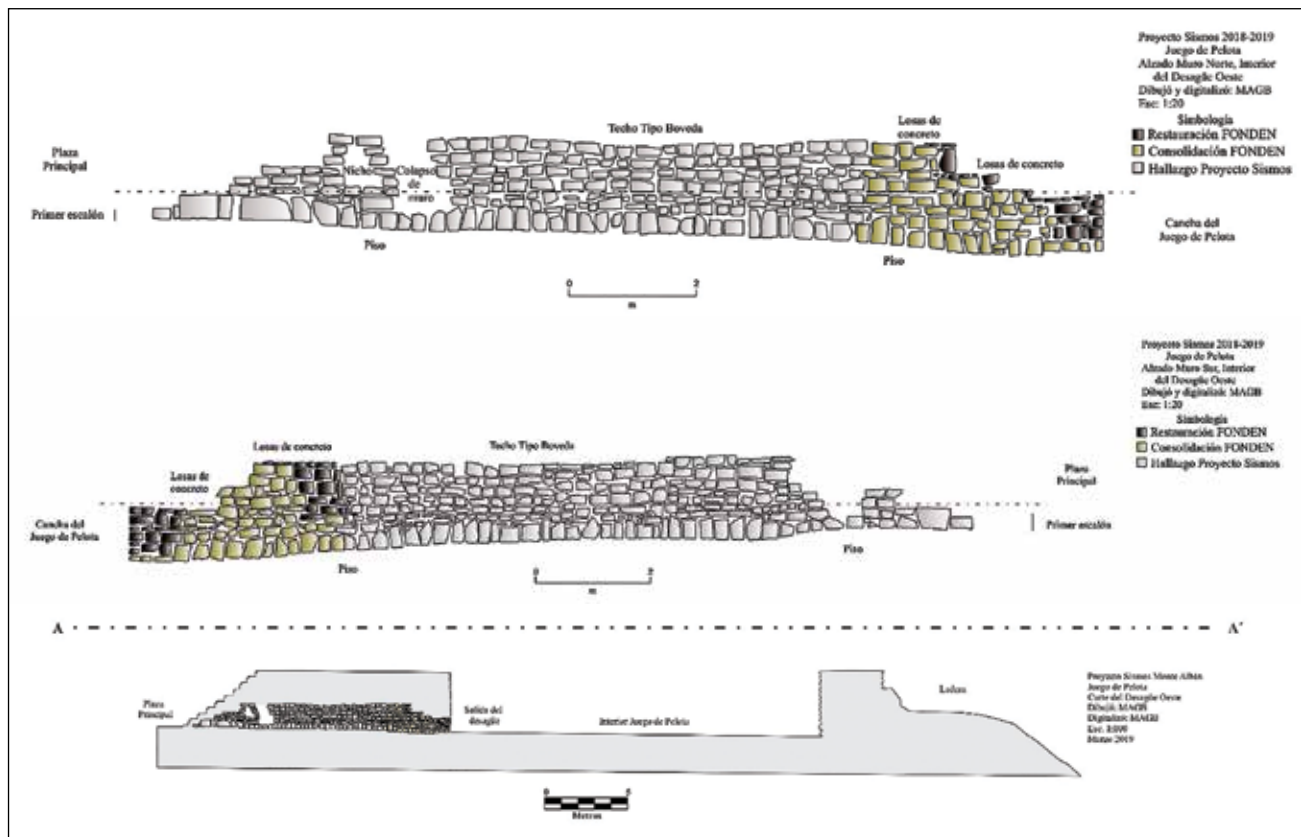 Proyecto Sismos 2018-2019
Juego de Pelota
Alzado Muro Norte, Interior
del Desagüe Oeste
Dibujó y digitalizó: MAGB
Esc: 1:20
Simbología
Restauración FONDEN
Consolidación FONDEN
Hallazgo Proyecto Sismos
Plaza
Principal
Primer escalón
Nicho
Colapso
de
muro
Techo Tipo Boveda
Losas de
concreto
Losas de concreto
Cancha del
Juego de Pelota
Piso
Piso
0 2
m
Proyecto Sismos 2018-2019
Juego de Pelota
Alzado Muro Sur, Interior
del Desagüe Oeste
Dibujó y digitalizó: MAGB
Esc: 1:20
Simbología
Restauración FONDEN
Consolidación FONDEN
Hallazgo Proyecto Sismos
Losas de concreto
Techo Tipo Boveda
Losas de
concreto
Plaza
Principal
Cancha del
Juego de Pelota
Primer escalón
Piso
Piso
0 2
m
A A'
Plaza
Principal
Salida del
desagüe
Interior Juego de Pelota
Ladera
Proyecto Sismos Monte Albán
Juego de Pelota
Corte del Desagüe Oeste
Dibujó: MAGB
Digitalizó: MAGB
Esc:
Marzo 2019
0 5
Metros